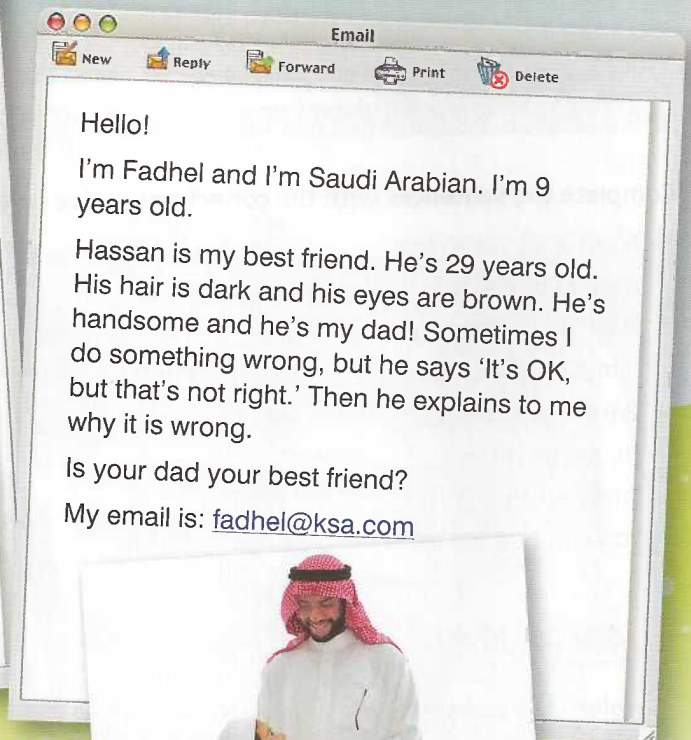 Email
New Reply Forward Print Delete
Hello!
I'm Fadhel and I'm Saudi Arabian. I'm 9
years old.
Hassan is my best friend. He's 29 years old.
His hair is dark and his eyes are brown. He's
handsome and he's my dad! Sometimes I
do something wrong, but he says ‘It's OK,
but that's not right.’ Then he explains to me
why it is wrong.
Is your dad your best friend?
My email is: fadhel@ksa.com